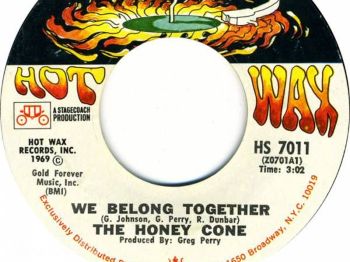 HOT WAX
A STAGECOACH
PRODUCTION
HOT WAX
RECORDS, INC.
1969 ©
Gold Forever
Music, Inc.
(BMI)
HS 7011
(Z0701A1)
Time: 3:02
WE BELONG TOGETHER
(G. Johnson, G. Perry, R. Dunbar)
THE HONEY CONE
Produced By: Greg Perry
Exclusively Distributed
1650 Broadway, N.Y.C. 10019